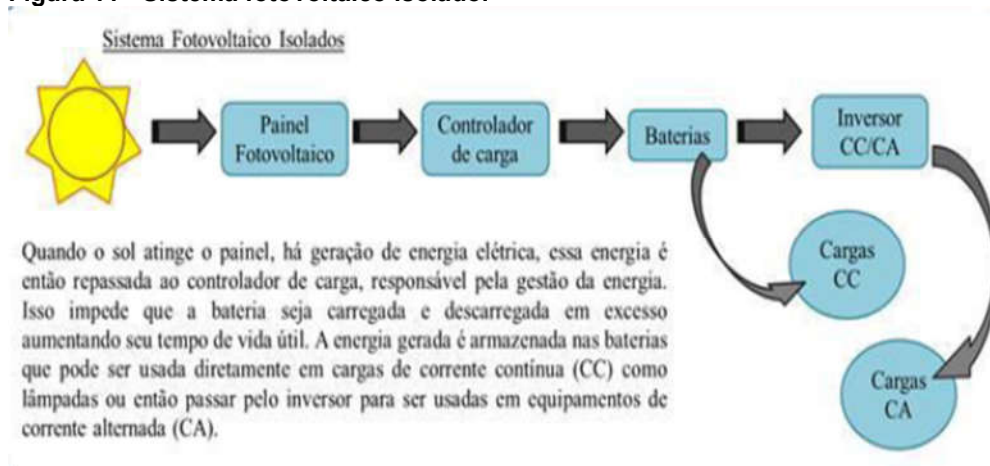 Sistema Fotovoltaico Isolados
Painel
Fotovoltaico
Controlador
de carga
Baterias
Inversor
CC/CA
Cargas
CC
Cargas
CA
Quando o sol atinge o painel, há geração de energia elétrica, essa energia é
então repassada ao controlador de carga, responsável pela gestão da energia.
Isso impede que a bateria seja carregada e descarregada em excesso
aumentando seu tempo de vida útil. A energia gerada é armazenada nas baterias
que pode ser usada diretamente em cargas de corrente contínua (CC) como
lâmpadas ou então passar pelo inversor para ser usadas em equipamentos de
corrente alternada (CA).